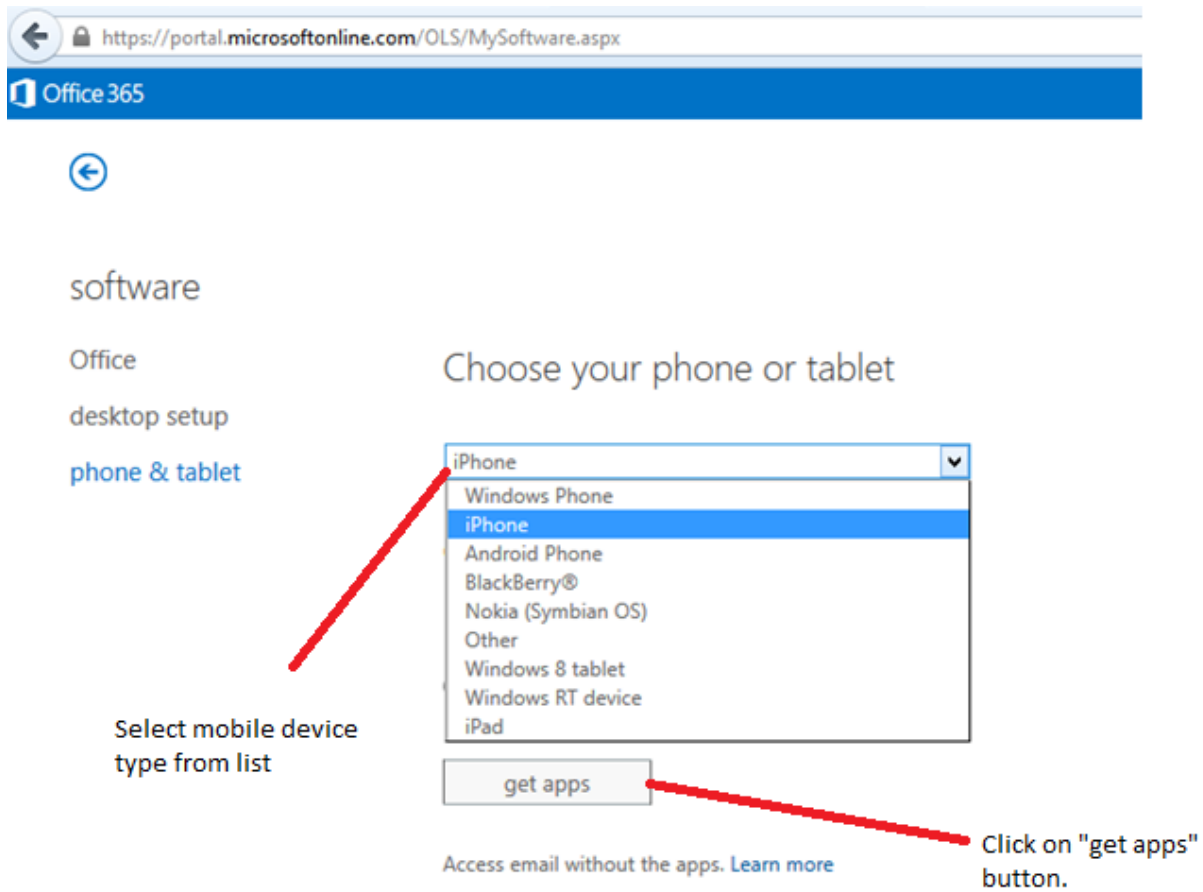 https://portal.microsoftonline.com/OLS/MySoftware.aspx
Office 365
software
Office
desktop setup
phone & tablet
Choose your phone or tablet
iPhone
Windows Phone
iPhone
Android Phone
BlackBerry®
Nokia (Symbian OS)
Other
Windows 8 tablet
Windows RT device
iPad
Select mobile device
type from list
get apps
Click on "get apps"
button.
Access email without the apps. Learn more